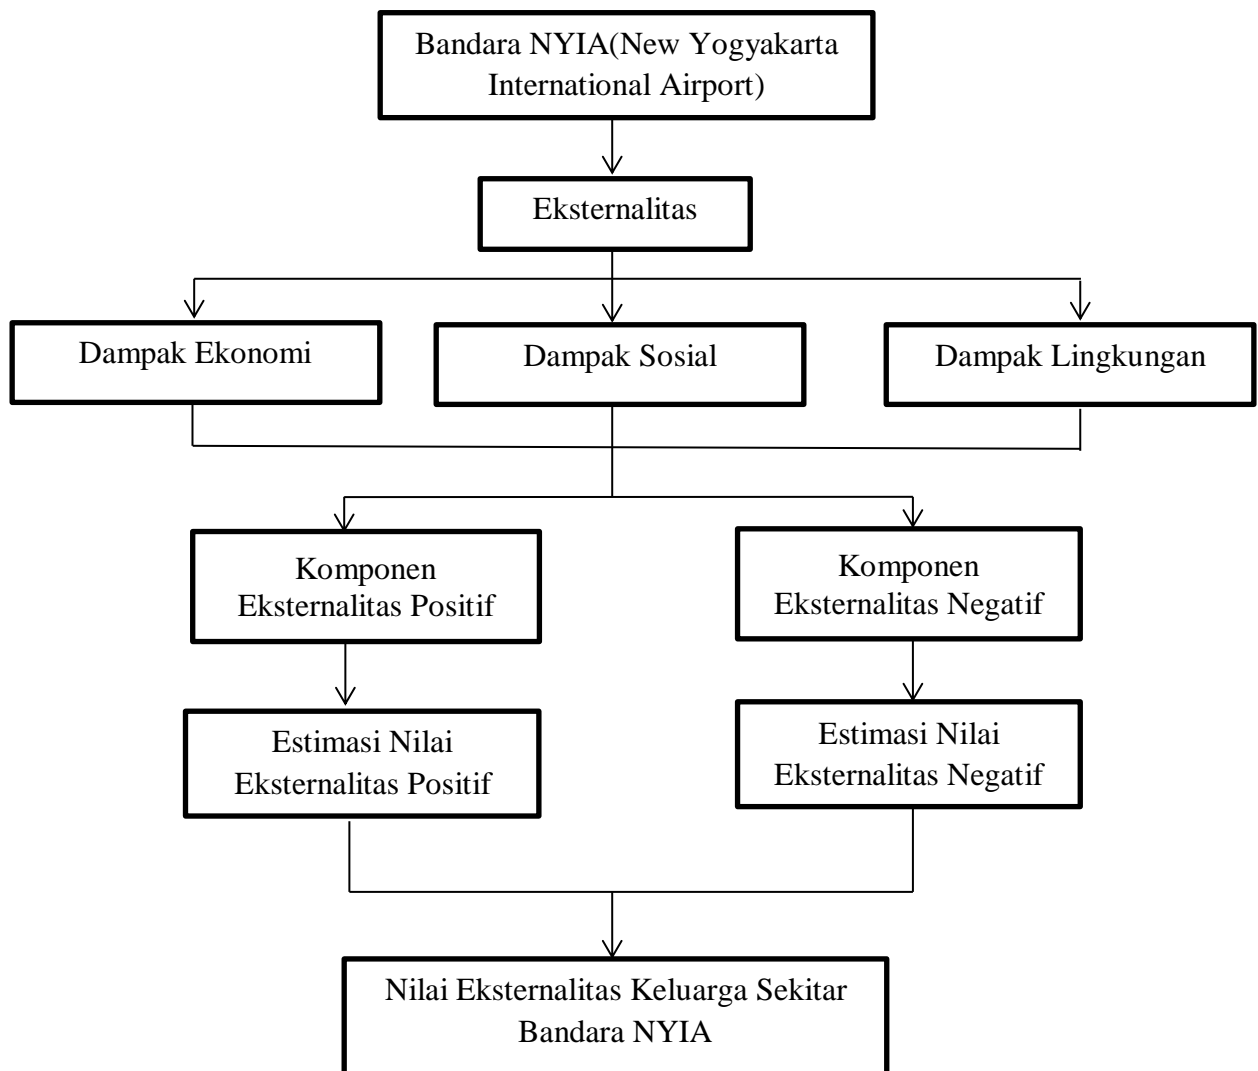 Bandara NYIA(New Yogyakarta
International Airport)
Eksternalitas
Dampak Ekonomi
Dampak Sosial
Dampak Lingkungan
Komponen
Eksternalitas Positif
Komponen
Eksternalitas Negatif
Estimasi Nilai
Eksternalitas Positif
Estimasi Nilai
Eksternalitas Negatif
Nilai Eksternalitas Keluarga Sekitar
Bandara NYIA